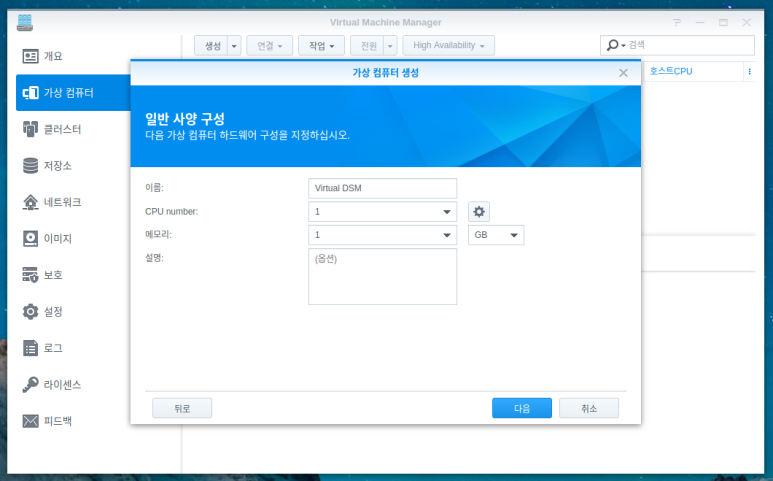 Virtual Machine Manager
생성
연결
작업
전원
High Availability
검색
개요
가상 컴퓨터
클러스터
저장소
네트워크
이미지
보호
설정
로그
라이센스
피드백
호스트CPU
가상 컴퓨터 생성
일반 사양 구성
다음 가상 컴퓨터 하드웨어 구성을 지정하십시오.
이름:
Virtual DSM
CPU number:
1
메모리:
1
GB
설명:
(옵션)
뒤로
다음
취소